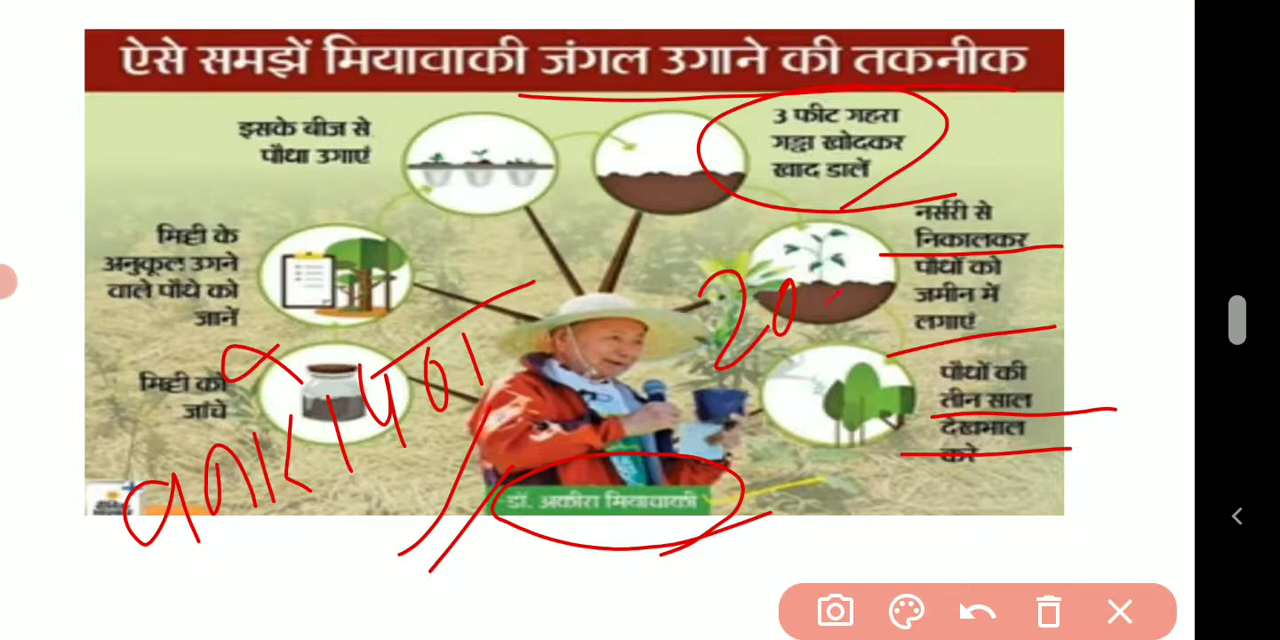 ऐसे समझें मियावाकी जंगल उगाने की तकनीक
इसके बीज से
पौधा उगाएं
3 फीट गहरा
गड्ढा खोदकर
खाद डालें
मिट्टी के
अनुकूल उगने
वाले पौधे को
जानें
नर्सरी से
निकालकर
पौधों को
जमीन में
लगाएं
20
मिट्टी को
जांचे
पौधों की
तीन साल
देखभाल
करे
डॉ. अकीरा मियावाकी